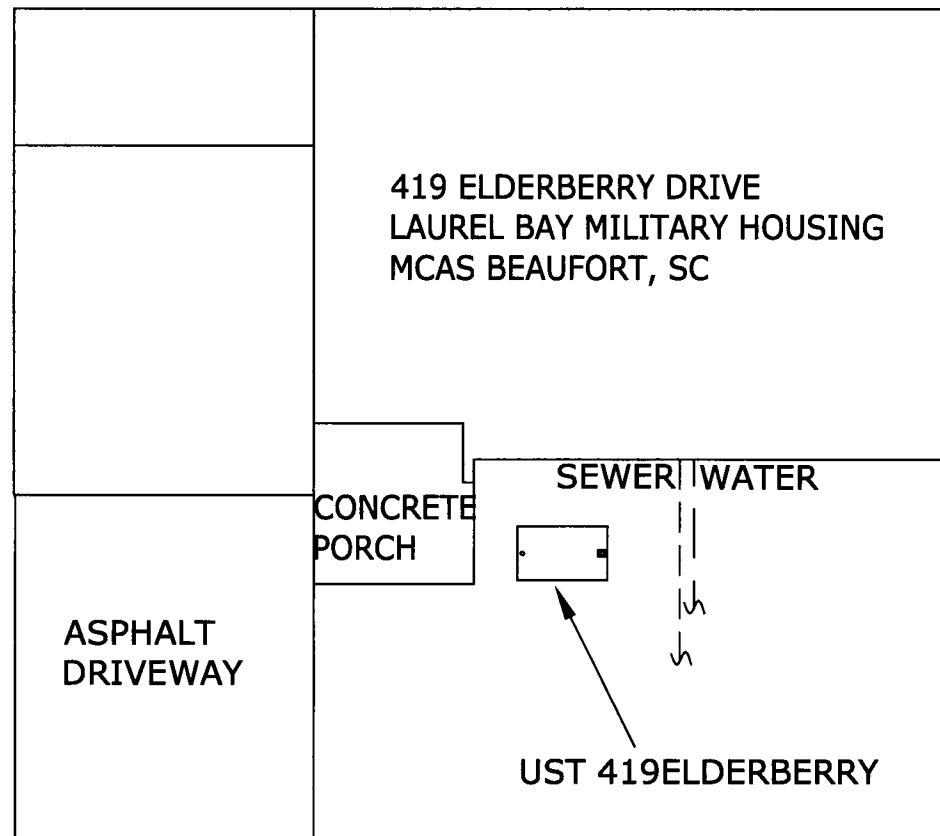 419 ELDERBERRY DRIVE
LAUREL BAY MILITARY HOUSING
MCAS BEAUFORT, SC
SEWER WATER
CONCRETE
PORCH
ASPHALT
DRIVEWAY
UST 419ELDERBERRY